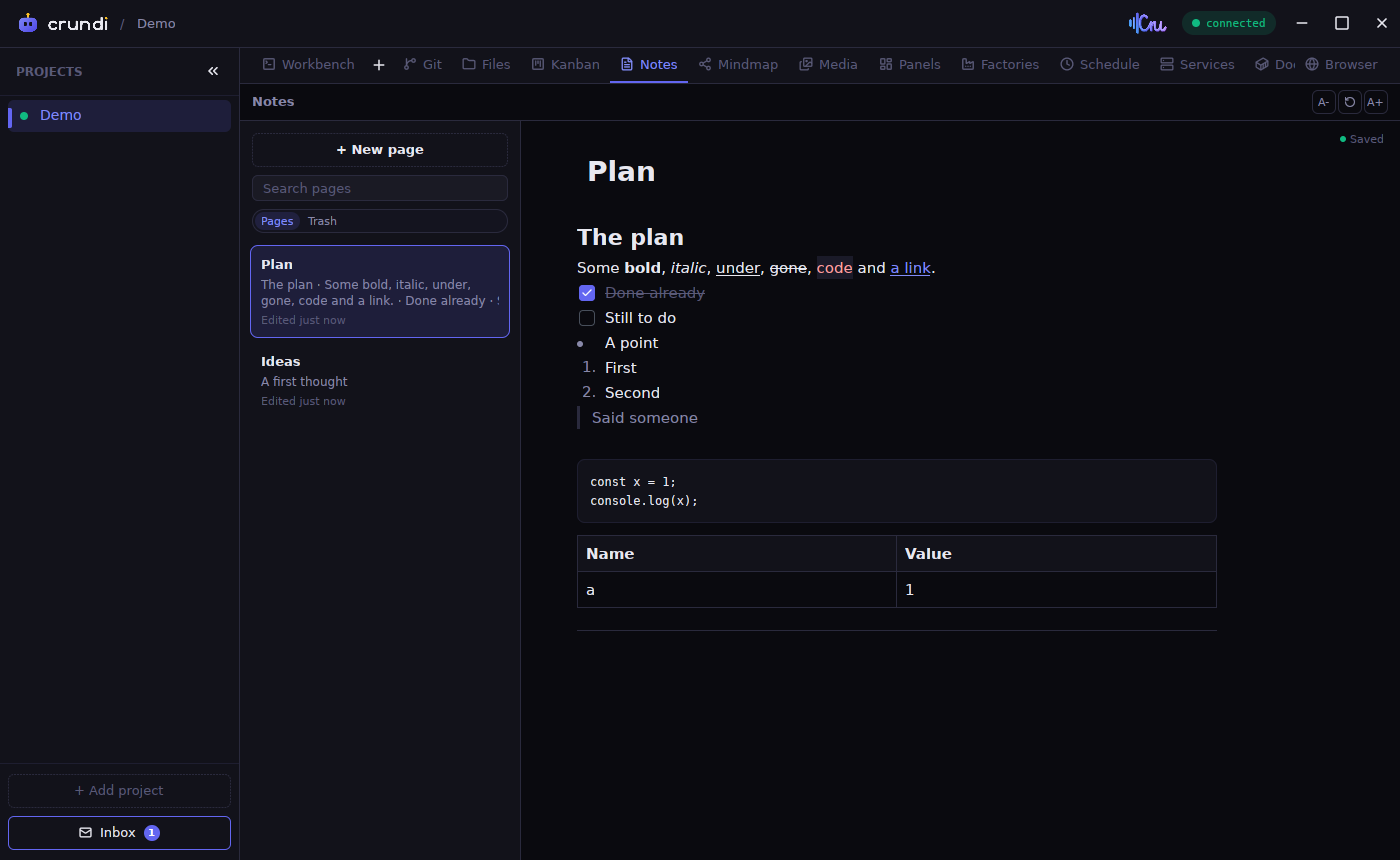 crundi / Demo
Cru
connected
PROJECTS
Demo
+ Add project
Inbox 1
Workbench + Git Files Kanban Notes Mindmap Media Panels Factories Schedule Services Browser
Notes
A- A+
+ New page
Search pages
Pages Trash
Plan
The plan · Some bold, italic, under,
gone, code and a link. · Done already ·
Edited just now
Ideas
A first thought
Edited just now
Saved
Plan
The plan
Some bold, italic, under, gone, code and a link.
Done already
Still to do
• A point
1. First
2. Second
Said someone
const x = 1;
console.log(x);
Name Value
a 1